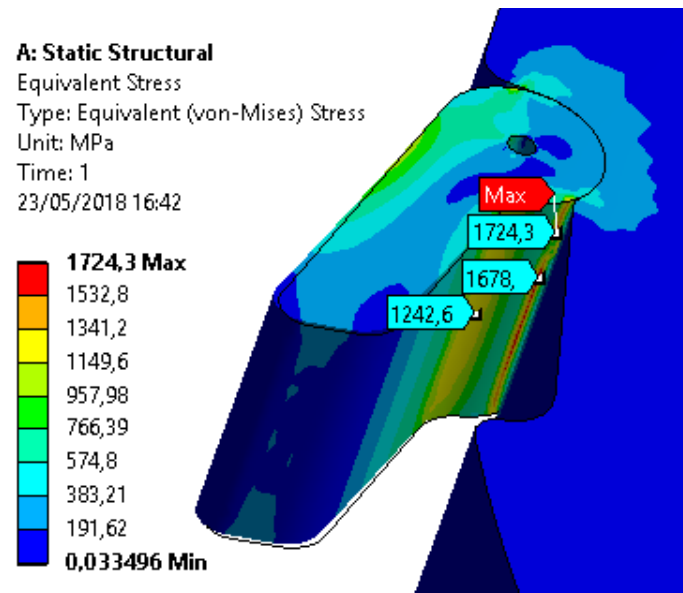 A: Static Structural
Equivalent Stress
Type: Equivalent (von-Mises) Stress
Unit: MPa
Time: 1
23/05/2018 16:42
Max
1724,3
1678,
1242,6
1724,3 Max
1532,8
1341,2
1149,6
957,98
766,39
574,8
383,21
191,62
0,033496 Min